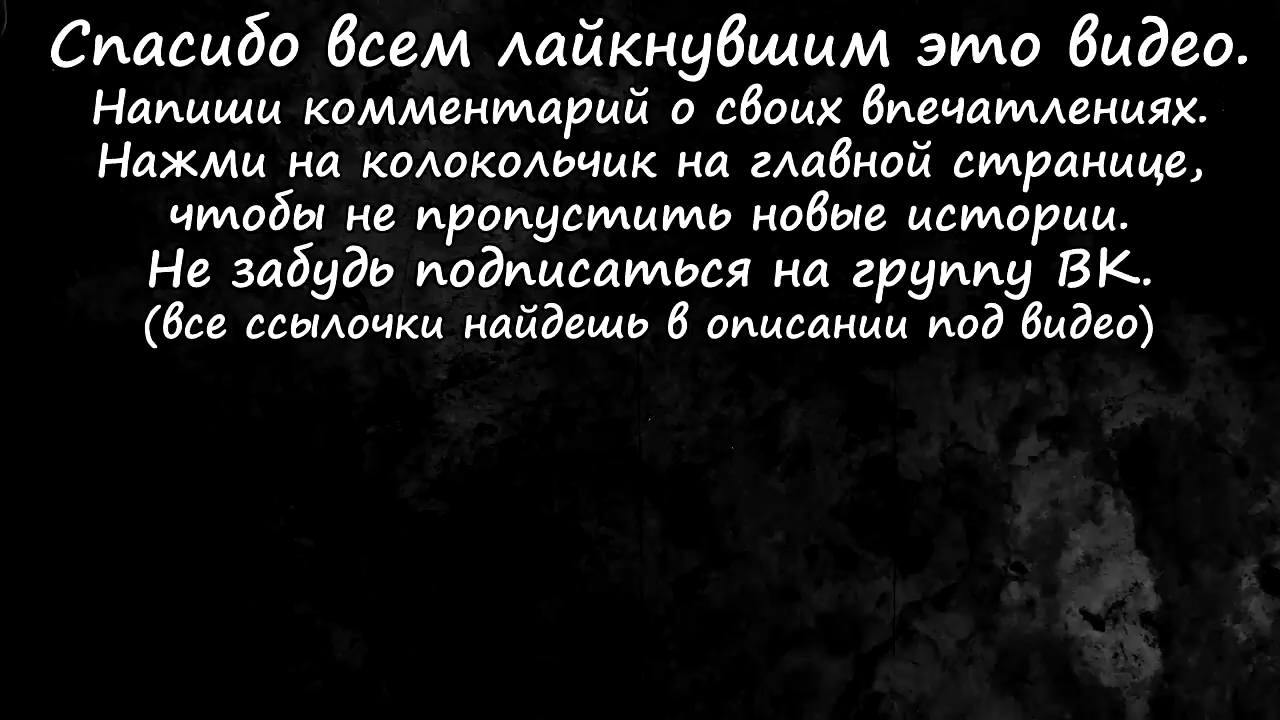 Спасибо всем лайкнувшим это видео.
Напиши комментарий о своих впечатлениях.
Нажми на колокольчик на главной странице,
чтобы не пропустить новые истории.
Не забудь подписаться на группу ВК.
(все ссылочки найдешь в описании под видео)